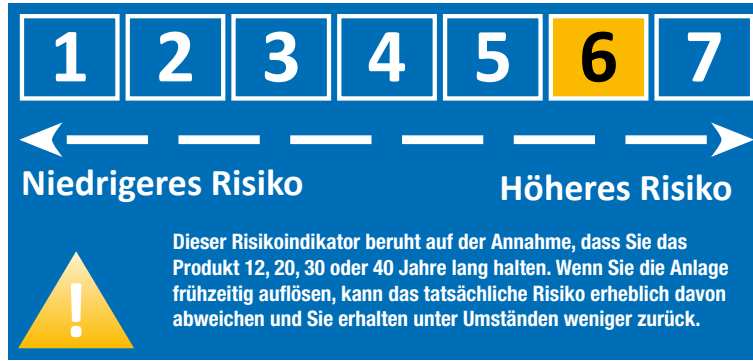 1 2 3 4 5 6 7
Niedrigeres Risiko Höheres Risiko
Dieser Risikoindikator beruht auf der Annahme, dass Sie das
Produkt 12, 20, 30 oder 40 Jahre lang halten. Wenn Sie die Anlage
frühzeitig auflösen, kann das tatsächliche Risiko erheblich davon
abweichen und Sie erhalten unter Umständen weniger zurück.
!